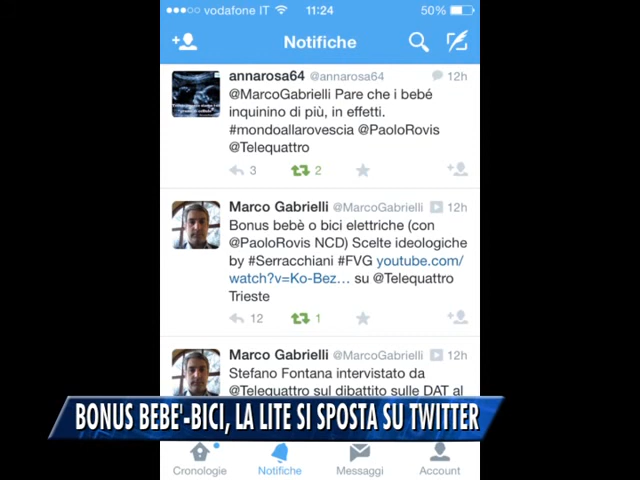 vodafone IT 11:24 50%
Notifiche
annarosa64 @annarosa64 12h
@MarcoGabrielli Pare che i bebé
inquinino di più, in effetti.
#mondoallarovescia @PaoloRovis
@Telequattro
3 2
Marco Gabrielli @MarcoGabrielli 12h
Bonus bebè o bici elettriche (con
@PaoloRovis NCD) Scelte ideologiche
by #Serracchiani #FVG youtube.com/
watch?v=Ko-Bez… su @Telequattro
Trieste
12 1
Marco Gabrielli @MarcoGabrielli 12h
Stefano Fontana intervistato da
@Telequattro sul dibattito sulle DAT al
BONUS BEBE'-BICI, LA LITE SI SPOSTA SU TWITTER
Cronologie Notifiche Messaggi Account